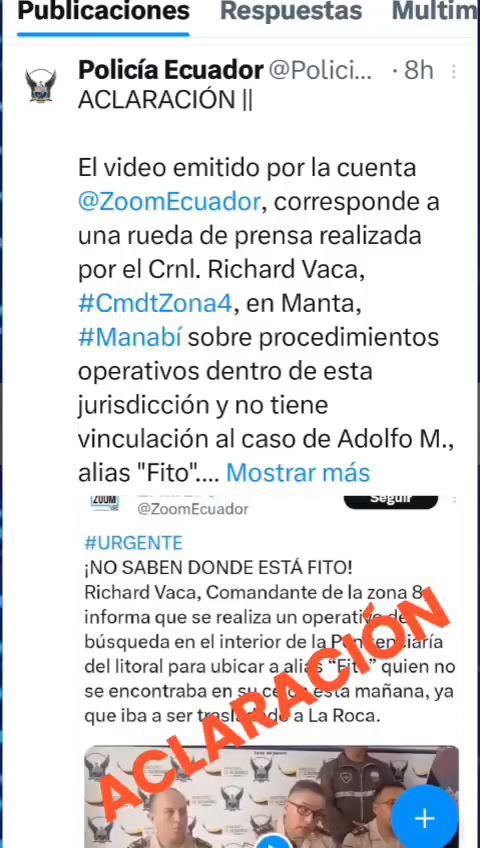 Publicaciones Respuestas Multim
Policía Ecuador @Polici... · 8h
ACLARACIÓN ||
El video emitido por la cuenta
@ZoomEcuador, corresponde a
una rueda de prensa realizada
por el Crnl. Richard Vaca,
#CmdtZona4, en Manta,
#Manabí sobre procedimientos
operativos dentro de esta
jurisdicción y no tiene
vinculación al caso de Adolfo M.,
alias "Fito".... Mostrar más
ZOOM
Seguir
@ZoomEcuador
#URGENTE
¡NO SABEN DONDE ESTÁ FITO!
Richard Vaca, Comandante de la zona 8
informa que se realiza un operativo de
búsqueda en el interior de la Penitenciaría
del litoral para ubicar a alias “Fito” quien no
se encontraba en su celda esta mañana, ya
que iba a ser trasladado a La Roca.
ACLARACIÓN